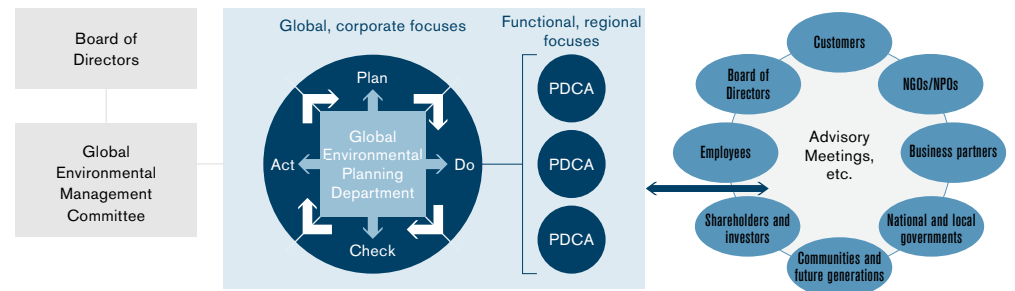 Board of
Directors
Global
Environmental
Management
Committee
Global, corporate focuses
Plan
Act
Global
Environmental
Planning
Department
Do
Check
Functional, regional
focuses
PDCA
PDCA
PDCA
Customers
Board of
Directors
NGOs/NPOs
Employees
Advisory
Meetings,
etc.
Business partners
Shareholders and
investors
National and local
governments
Communities and
future generations